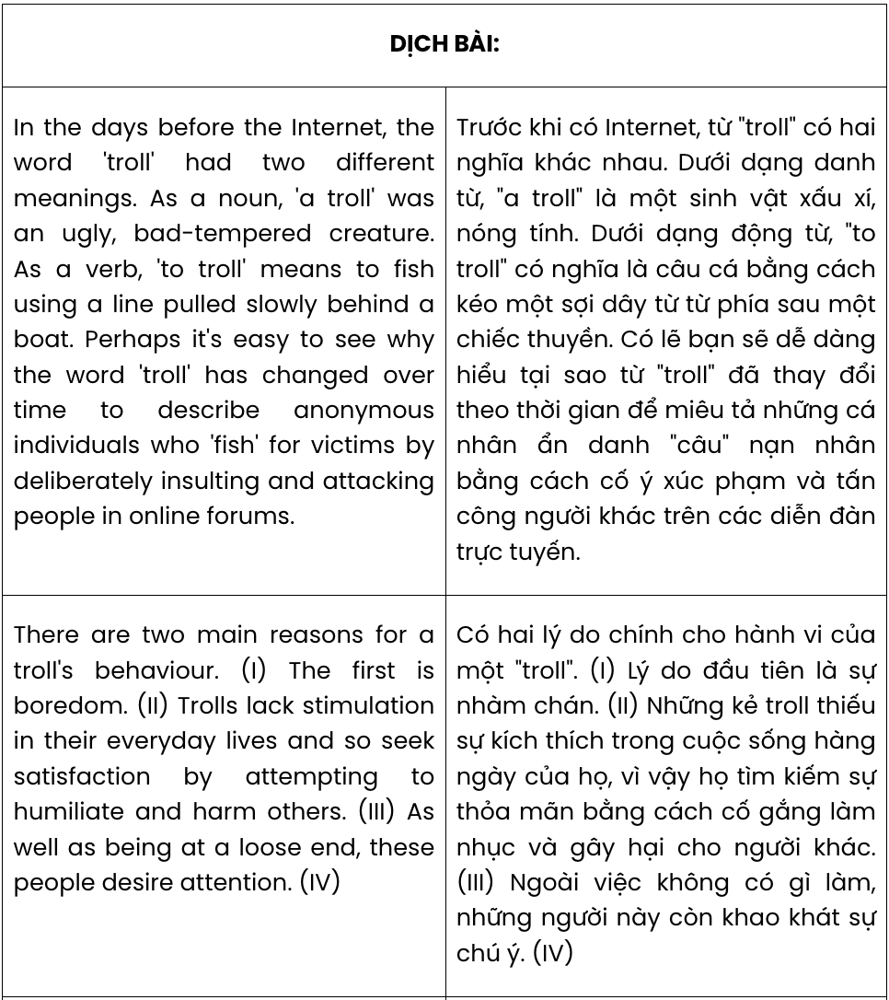 DỊCH BÀI:
In the days before the Internet, the
word 'troll' had two different
meanings. As a noun, 'a troll' was
an ugly, bad-tempered creature.
As a verb, 'to troll' means to fish
using a line pulled slowly behind a
boat. Perhaps it's easy to see why
the word 'troll' has changed over
time to describe anonymous
individuals who 'fish' for victims by
deliberately insulting and attacking
people in online forums.
Trước khi có Internet, từ "troll" có hai
nghĩa khác nhau. Dưới dạng danh
từ, "a troll" là một sinh vật xấu xí,
nóng tính. Dưới dạng động từ, "to
troll" có nghĩa là câu cá bằng cách
kéo một sợi dây từ từ phía sau một
chiếc thuyền. Có lẽ bạn sẽ dễ dàng
hiểu tại sao từ "troll" đã thay đổi
theo thời gian để miêu tả những cá
nhân ẩn danh "câu" nạn nhân
bằng cách cố ý xúc phạm và tấn
công người khác trên các diễn đàn
trực tuyến.
There are two main reasons for a
troll's behaviour. (I) The first is
boredom. (II) Trolls lack stimulation
in their everyday lives and so seek
satisfaction by attempting to
humiliate and harm others. (III) As
well as being at a loose end, these
people desire attention. (IV)
Có hai lý do chính cho hành vi của
một "troll". (I) Lý do đầu tiên là sự
nhàm chán. (II) Những kẻ troll thiếu
sự kích thích trong cuộc sống hàng
ngày của họ, vì vậy họ tìm kiếm sự
thỏa mãn bằng cách cố gắng làm
nhục và gây hại cho người khác.
(III) Ngoài việc không có gì làm,
những người này còn khao khát sự
chú ý. (IV)